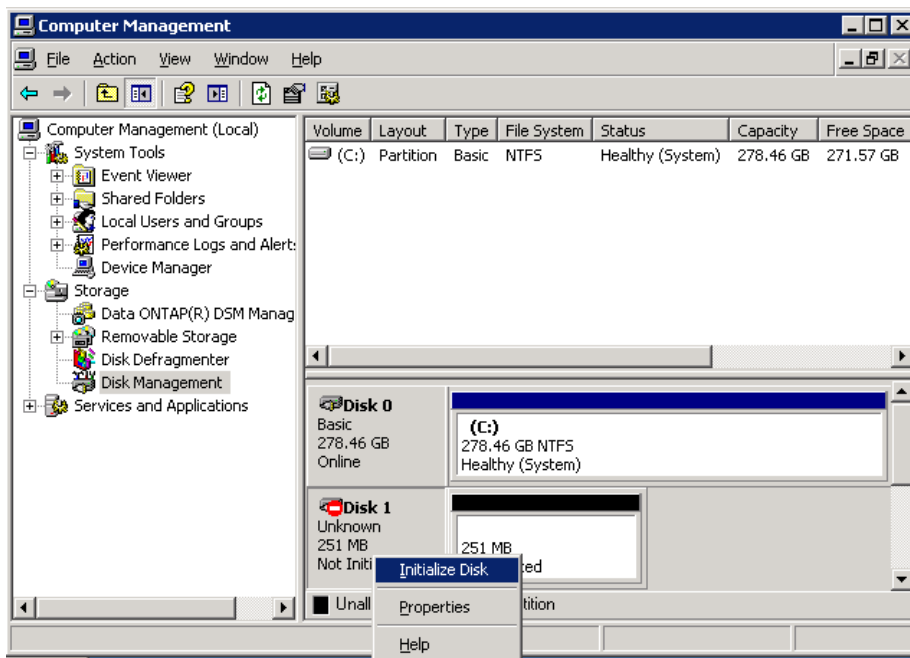 Computer Management
File Action View Window Help
Computer Management (Local)
System Tools
Event Viewer
Shared Folders
Local Users and Groups
Performance Logs and Alert
Device Manager
Storage
Data ONTAP(R) DSM Manag
Removable Storage
Disk Defragmenter
Disk Management
Services and Applications
Volume Layout Type File System Status Capacity Free Space
(C:) Partition Basic NTFS Healthy (System) 278.46 GB 271.57 GB
Disk 0
Basic
278.46 GB
Online
(C:)
278.46 GB NTFS
Healthy (System)
Disk 1
Unknown
251 MB
Not Initi
251 MB
ted
Initialize Disk
Properties
Help
Unall
tition